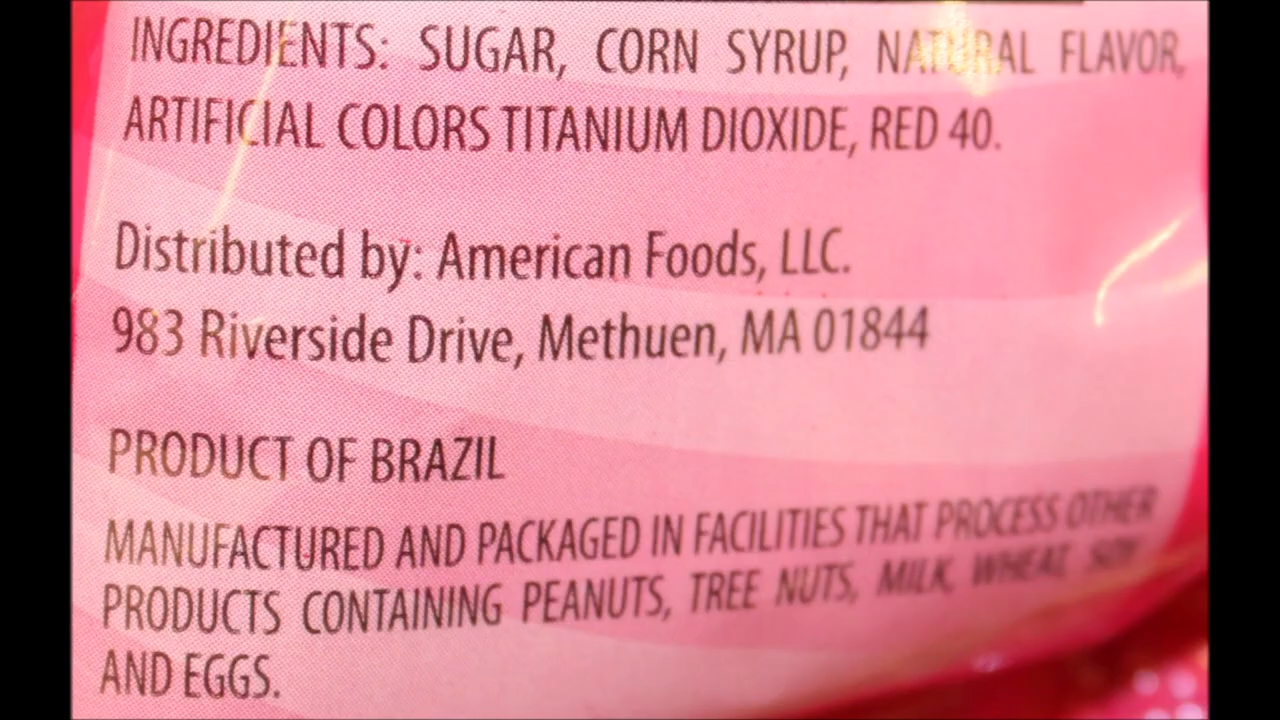 INGREDIENTS: SUGAR, CORN SYRUP, NATURAL FLAVOR,
ARTIFICIAL COLORS TITANIUM DIOXIDE, RED 40.
Distributed by: American Foods, LLC.
983 Riverside Drive, Methuen, MA 01844
PRODUCT OF BRAZIL
MANUFACTURED AND PACKAGED IN FACILITIES THAT PROCESS OTHER
PRODUCTS CONTAINING PEANUTS, TREE NUTS, MILK, WHEAT, SOY
AND EGGS.